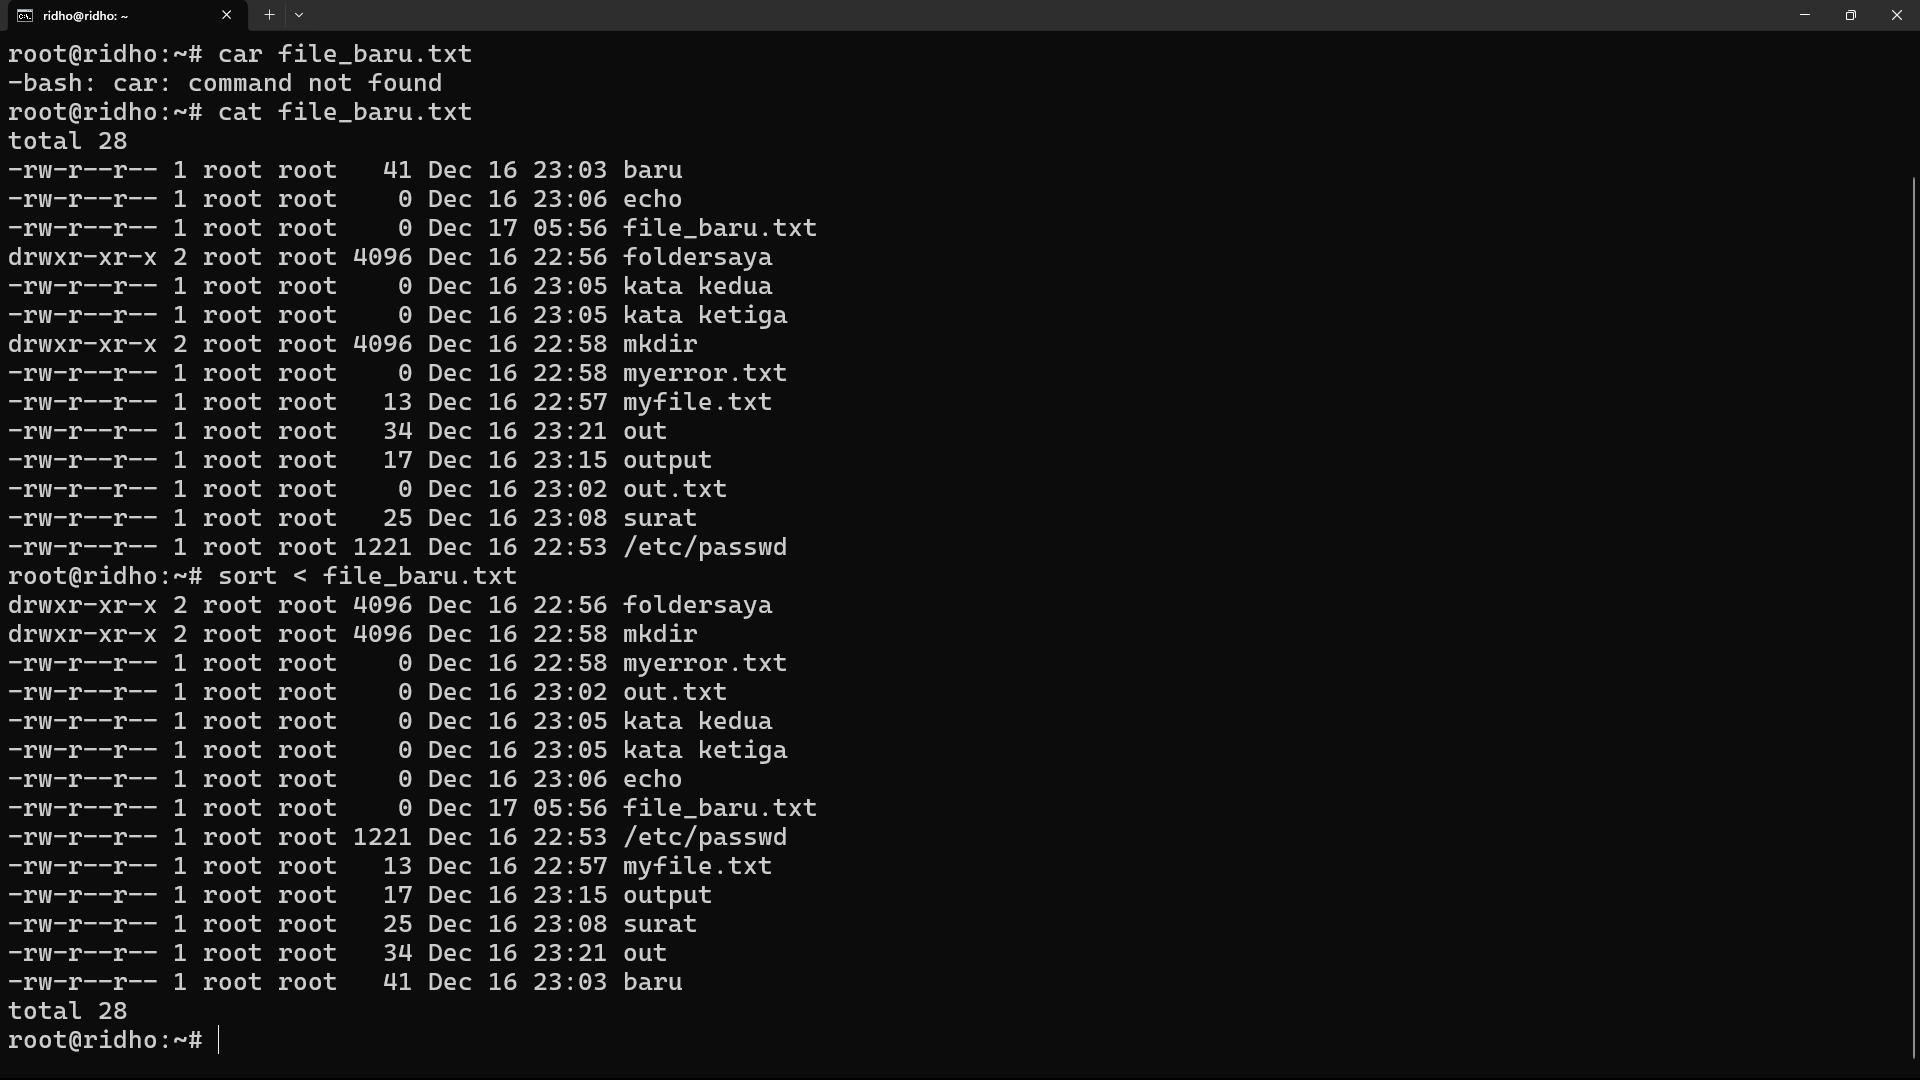 ridho@ridho: ~
root@ridho:~# car file_baru.txt
-bash: car: command not found
root@ridho:~# cat file_baru.txt
total 28
-rw-r--r-- 1 root root   41 Dec 16 23:03 baru
-rw-r--r-- 1 root root    0 Dec 16 23:06 echo
-rw-r--r-- 1 root root    0 Dec 17 05:56 file_baru.txt
drwxr-xr-x 2 root root 4096 Dec 16 22:56 foldersaya
-rw-r--r-- 1 root root    0 Dec 16 23:05 kata kedua
-rw-r--r-- 1 root root    0 Dec 16 23:05 kata ketiga
drwxr-xr-x 2 root root 4096 Dec 16 22:58 mkdir
-rw-r--r-- 1 root root    0 Dec 16 22:58 myerror.txt
-rw-r--r-- 1 root root   13 Dec 16 22:57 myfile.txt
-rw-r--r-- 1 root root   34 Dec 16 23:21 out
-rw-r--r-- 1 root root   17 Dec 16 23:15 output
-rw-r--r-- 1 root root    0 Dec 16 23:02 out.txt
-rw-r--r-- 1 root root   25 Dec 16 23:08 surat
-rw-r--r-- 1 root root 1221 Dec 16 22:53 /etc/passwd
root@ridho:~# sort < file_baru.txt
drwxr-xr-x 2 root root 4096 Dec 16 22:56 foldersaya
drwxr-xr-x 2 root root 4096 Dec 16 22:58 mkdir
-rw-r--r-- 1 root root    0 Dec 16 22:58 myerror.txt
-rw-r--r-- 1 root root    0 Dec 16 23:02 out.txt
-rw-r--r-- 1 root root    0 Dec 16 23:05 kata kedua
-rw-r--r-- 1 root root    0 Dec 16 23:05 kata ketiga
-rw-r--r-- 1 root root    0 Dec 16 23:06 echo
-rw-r--r-- 1 root root    0 Dec 17 05:56 file_baru.txt
-rw-r--r-- 1 root root 1221 Dec 16 22:53 /etc/passwd
-rw-r--r-- 1 root root   13 Dec 16 22:57 myfile.txt
-rw-r--r-- 1 root root   17 Dec 16 23:15 output
-rw-r--r-- 1 root root   25 Dec 16 23:08 surat
-rw-r--r-- 1 root root   34 Dec 16 23:21 out
-rw-r--r-- 1 root root   41 Dec 16 23:03 baru
total 28
root@ridho:~#